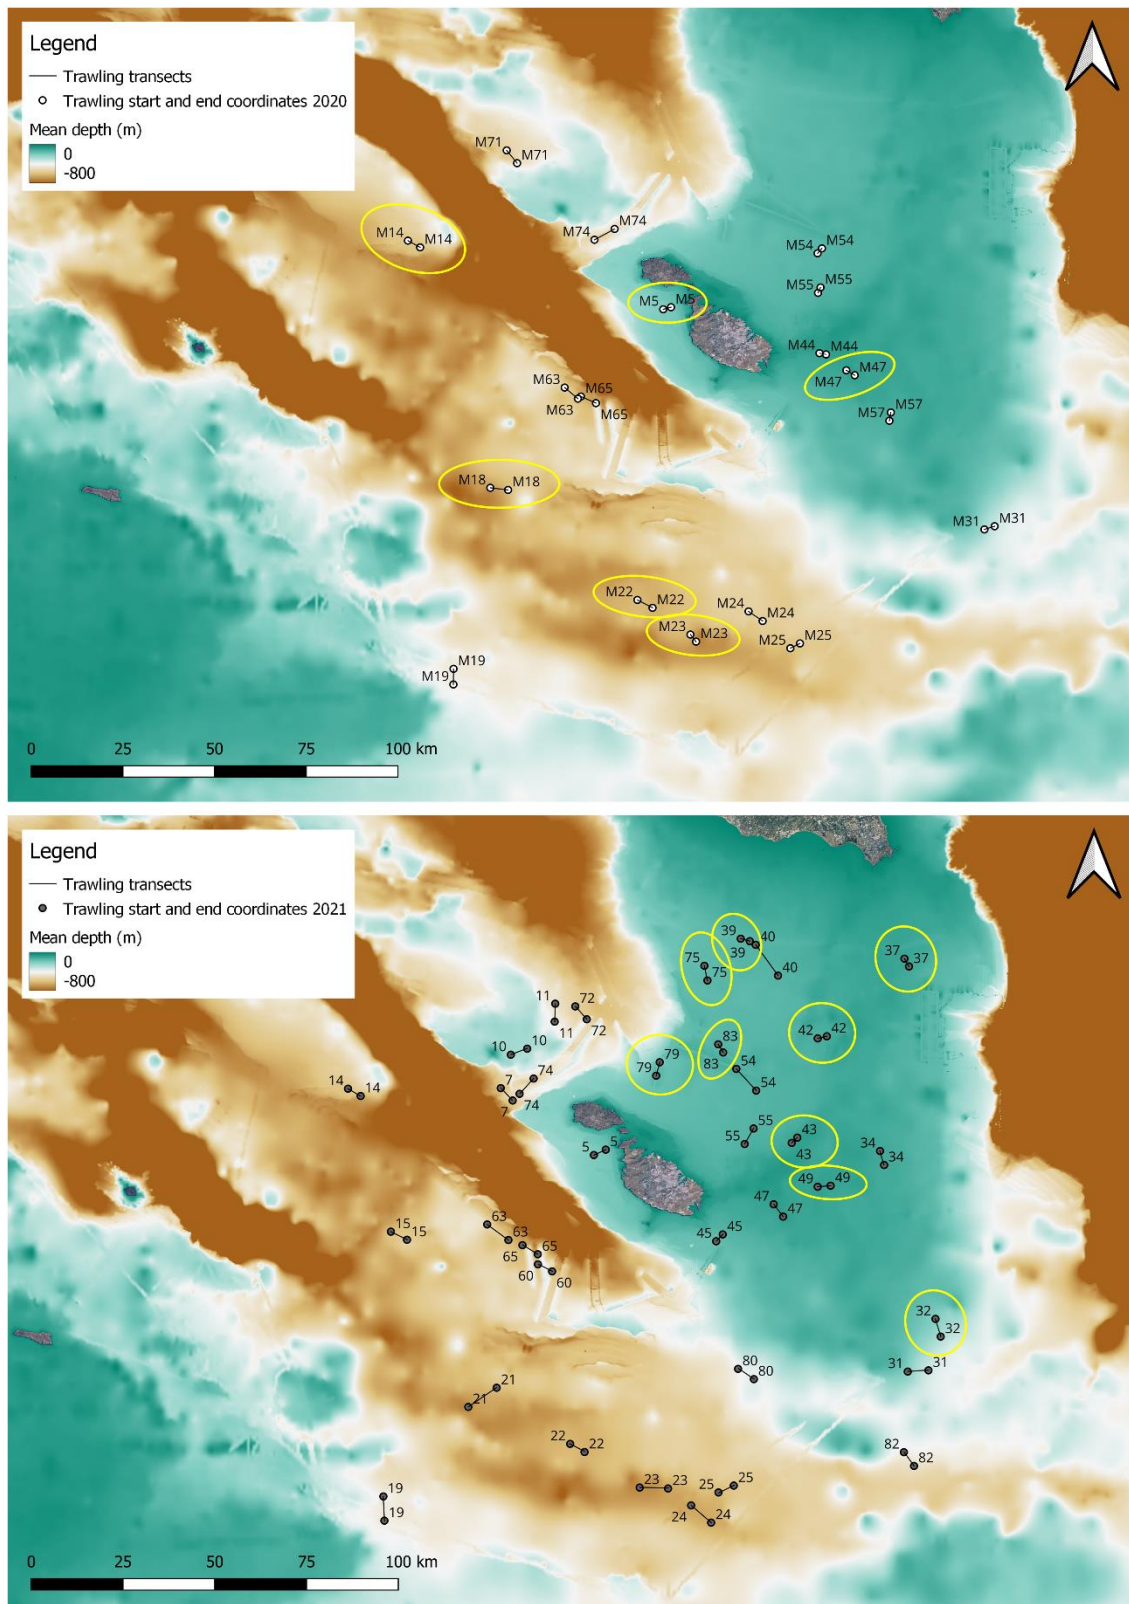 Legend
Trawling transects
Trawling start and end coordinates 2020
Mean depth (m)
0
-800
M71
M71
M74
M74
M14
M14
M54
M54
M55
M55
M5
M5
M44
M44
M47
M47
M63
M65
M63
M65
M57
M57
M18
M18
M31
M31
M22
M22
M24
M24
M23
M23
M25
M25
M19
M19
0
25
50
75
100 km
Legend
Trawling transects
Trawling start and end coordinates 2021
Mean depth (m)
0
-800
39
40
39
37
37
75
75
40
11
72
11
72
10
10
42
42
83
83
79
79
54
54
74
7
74
7
14
14
55
55
43
43
5
5
34
34
49
49
47
47
45
45
63
63
65
65
60
60
15
15
32
32
31
31
80
80
21
21
22
22
82
82
23
23
25
25
24
24
19
19
0
25
50
75
100 km